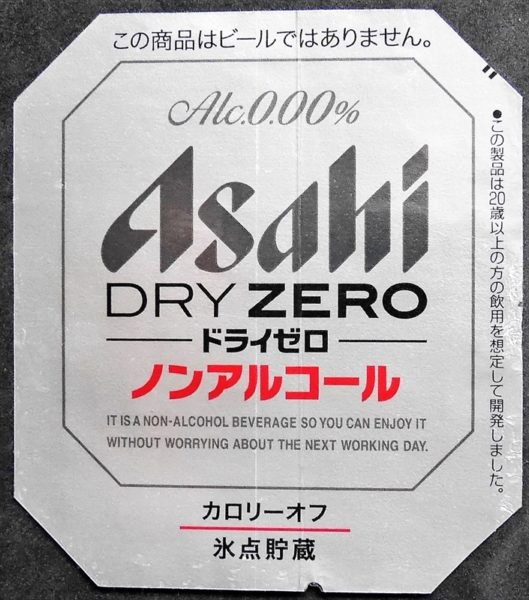 この商品はビールではありません。
Alc.0.00%
Asahi
DRY ZERO
ドライゼロ
ノンアルコール
IT IS A NON-ALCOHOL BEVERAGE SO YOU CAN ENJOY IT
WITHOUT WORRYING ABOUT THE NEXT WORKING DAY.
カロリーオフ
氷点貯蔵
●この製品は20歳以上の方の飲用を想定して開発しました。